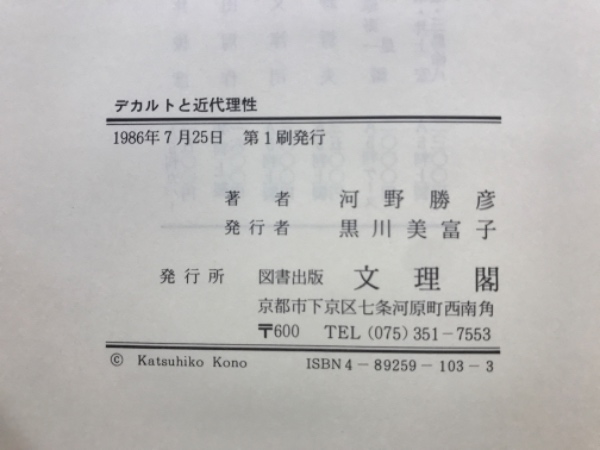 デカルトと近代理性
1986年7月25日 第1刷発行
著者 河野勝彦
発行者 黒川美富子
発行所 図書出版 文理閣
京都市下京区七条河原町西南角
〒600 TEL (075) 351-7553
© Katsuhiko Kono ISBN4-89259-103-3